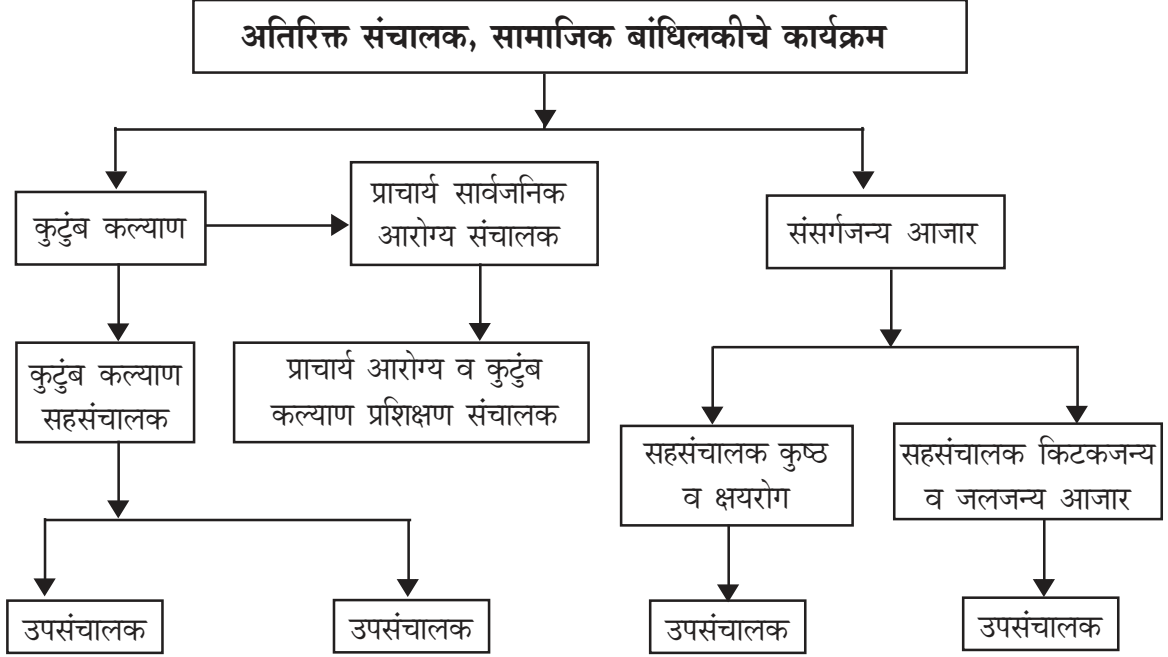 अतिरिक्त संचालक, सामाजिक बांधिलकीचे कार्यक्रम
कुटुंब कल्याण
प्राचार्य सार्वजनिक
आरोग्य संचालक
संसर्गजन्य आजार
कुटुंब कल्याण
सहसंचालक
प्राचार्य आरोग्य व कुटुंब
कल्याण प्रशिक्षण संचालक
सहसंचालक कुष्ठ
व क्षयरोग
सहसंचालक किटकजन्य
व जलजन्य आजार
उपसंचालक
उपसंचालक
उपसंचालक
उपसंचालक